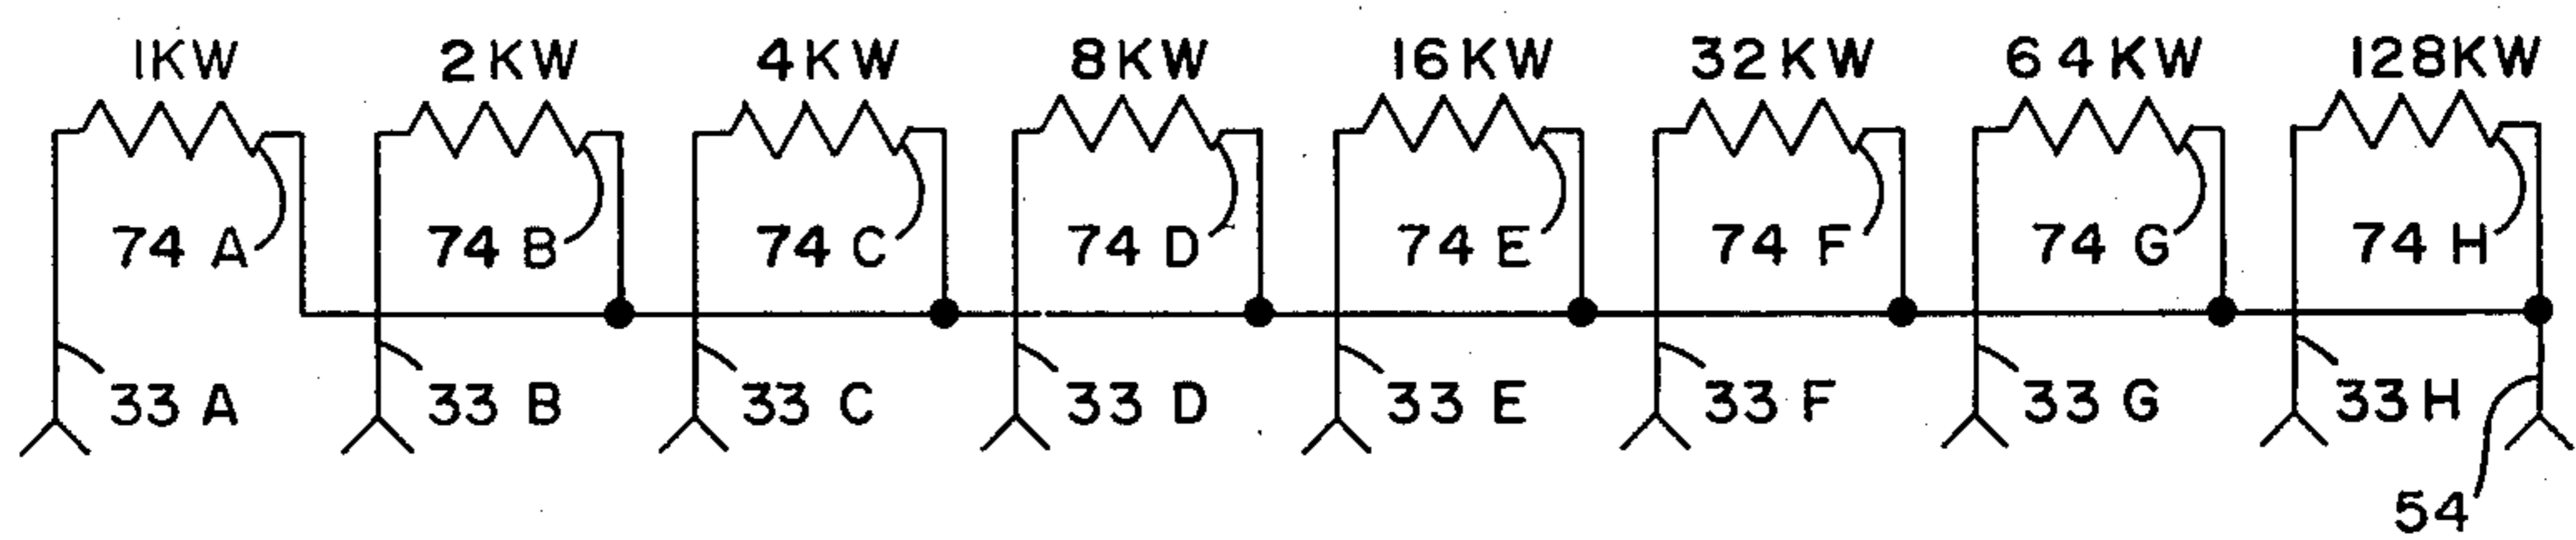 1KW 2KW 4KW 8KW 16KW 32KW 64KW 128KW
74 A 74 B 74 C 74 D 74 E 74 F 74 G 74 H
33 A 33 B 33 C 33 D 33 E 33 F 33 G 33 H
54